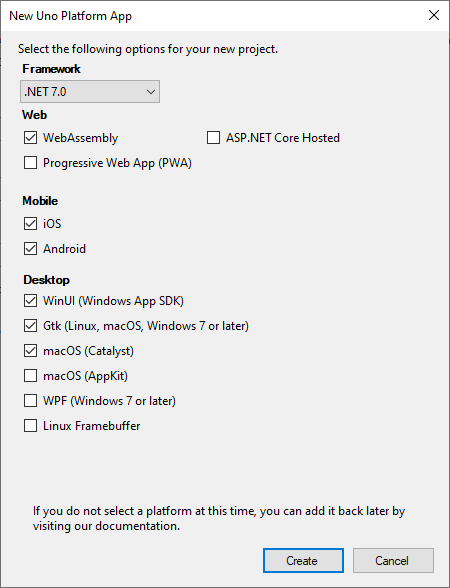 New Uno Platform App
Select the following options for your new project.
Framework
.NET 7.0
Web
WebAssembly
ASP.NET Core Hosted
Progressive Web App (PWA)
Mobile
iOS
Android
Desktop
WinUI (Windows App SDK)
Gtk (Linux, macOS, Windows 7 or later)
macOS (Catalyst)
macOS (AppKit)
WPF (Windows 7 or later)
Linux Framebuffer
If you do not select a platform at this time, you can add it back later by
visiting our documentation.
Create
Cancel